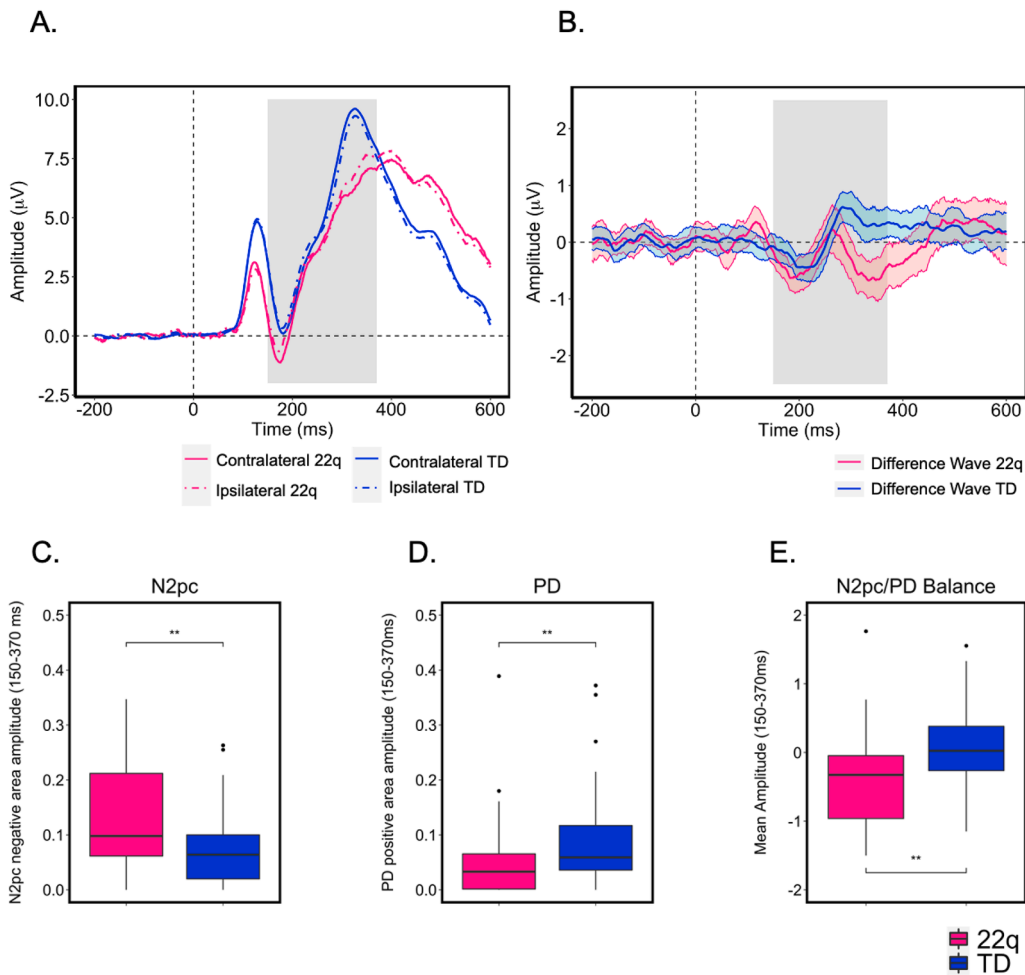 A.
B.
10.0
7.5
5.0
2.5
0.0
-2.5
Amplitude (µV)
-200
0
200
400
600
Time (ms)
Contralateral 22q
Contralateral TD
Ipsilateral 22q
Ipsilateral TD
2
1
0
-1
-2
Amplitude (µV)
-200
0
200
400
600
Time (ms)
Difference Wave 22q
Difference Wave TD
C.
D.
E.
N2pc
0.5
0.4
0.3
0.2
0.1
0.0
N2pc negative area amplitude (150-370 ms)
**
PD
0.5
0.4
0.3
0.2
0.1
0.0
PD positive area amplitude (150-370ms)
**
N2pc/PD Balance
2
1
0
-1
-2
Mean Amplitude (150-370ms)
**
22q
TD